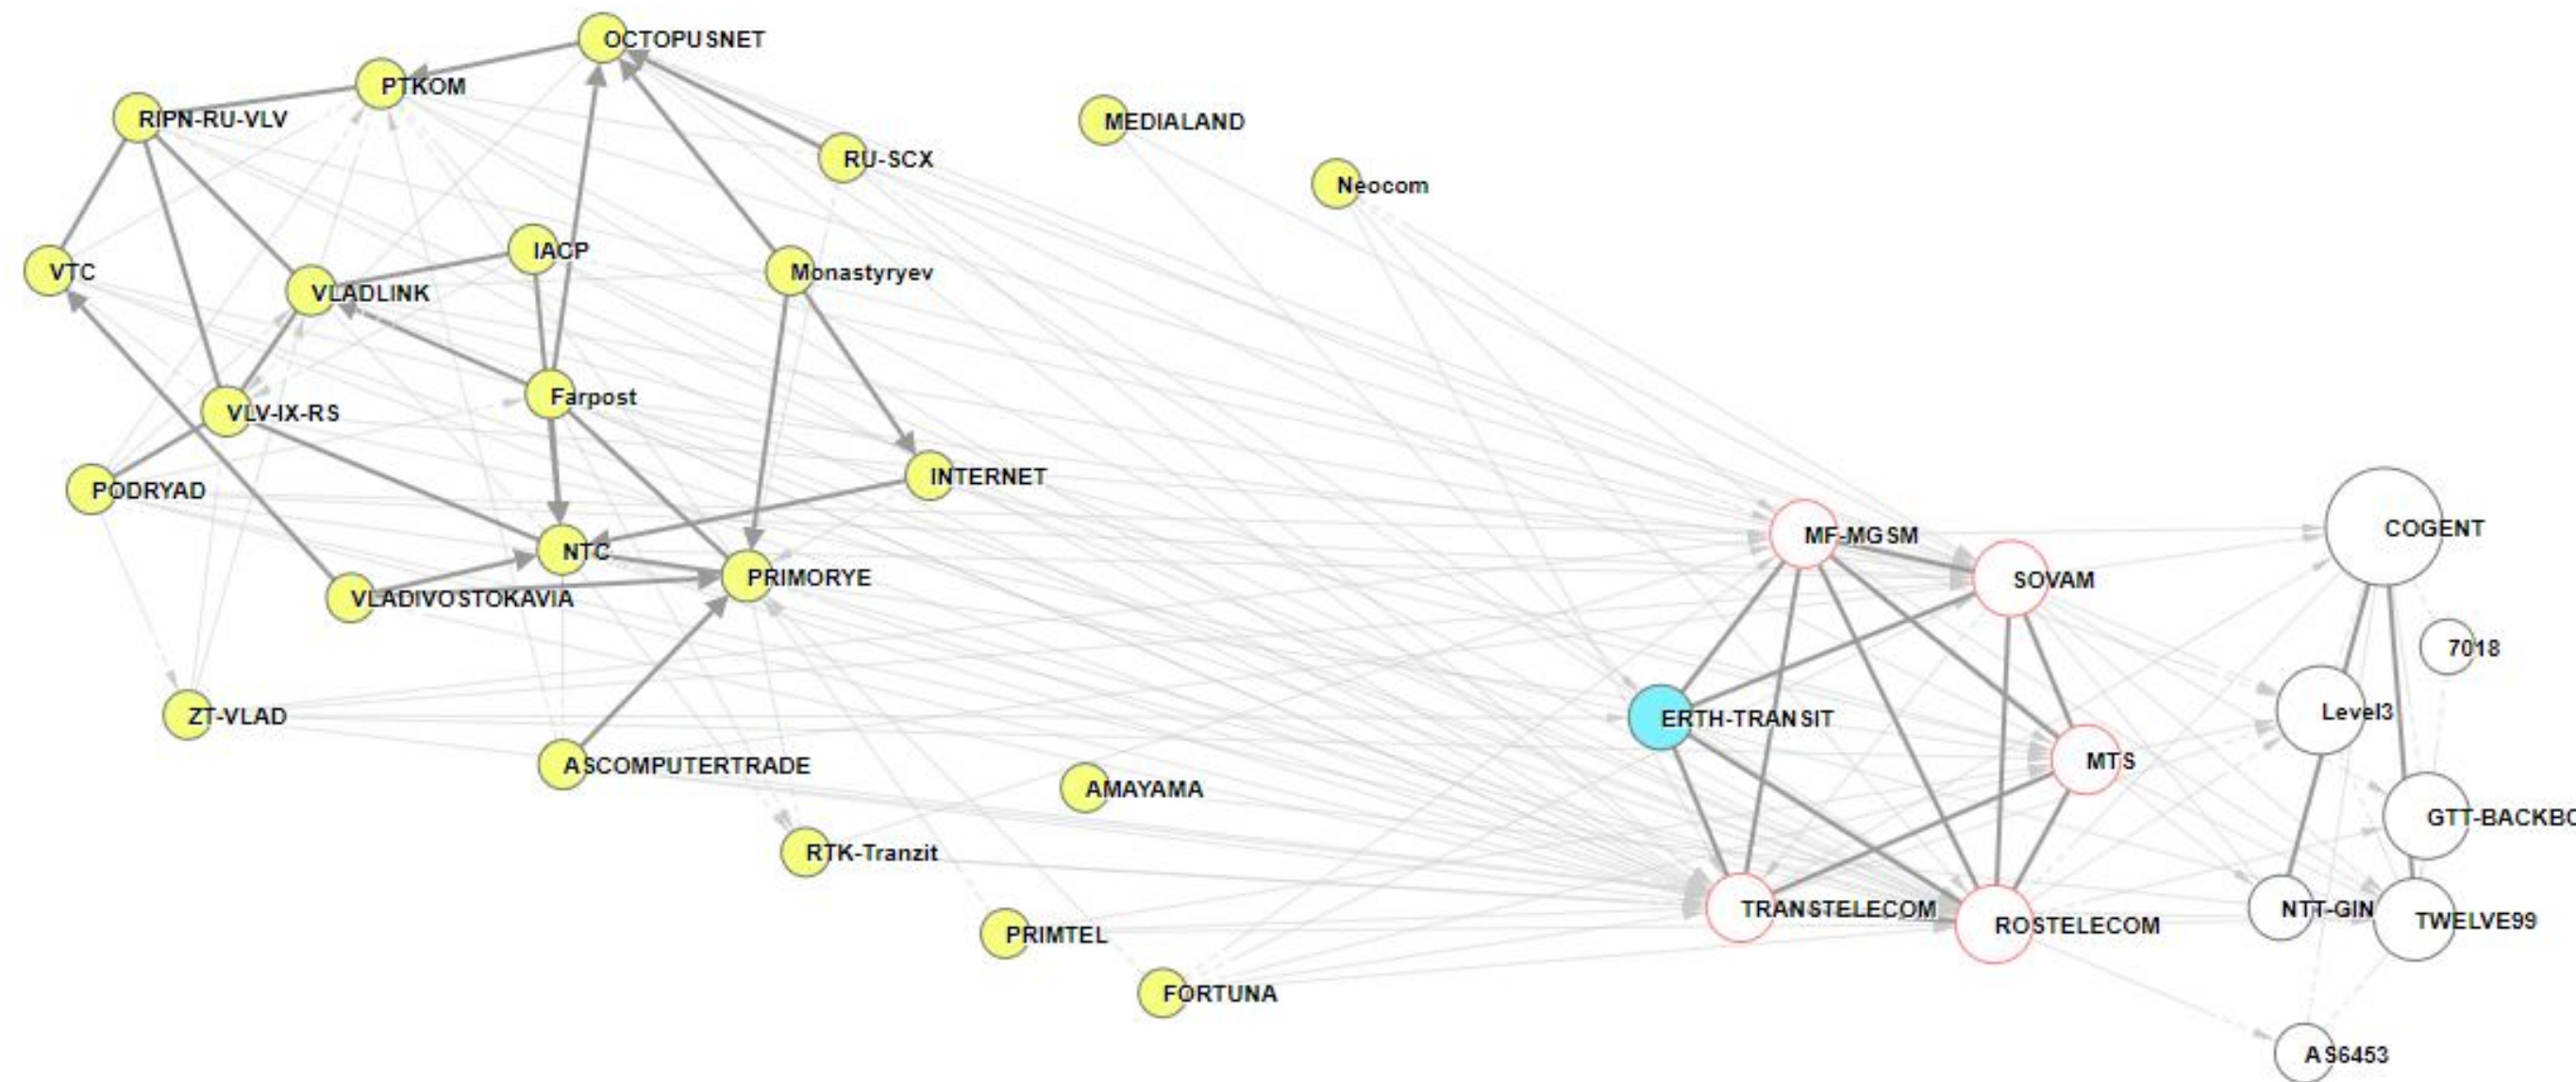 OCTOPUSNET
PTKOM
RIPN-RU-VLV
MEDIALAND
RU-SCX
Neocom
IACP
VTC
Monastyryev
VLADLINK
Farpost
VLV-IX-RS
INTERNET
PODRYAD
COGENT
MF-MGSM
NTC
PRIMORYE
SOVAM
VLADIVOSTOKAVIA
7018
Level3
ZT-VLAD
ERTH-TRANSIT
MTS
ASCOMPUTERTRADE
AMAYAMA
GTT-BACKBO
RTK-Tranzit
TRANSTELECOM
NTT-GIN
TWELVE99
ROSTELECOM
PRIMTEL
FORTUNA
AS6453